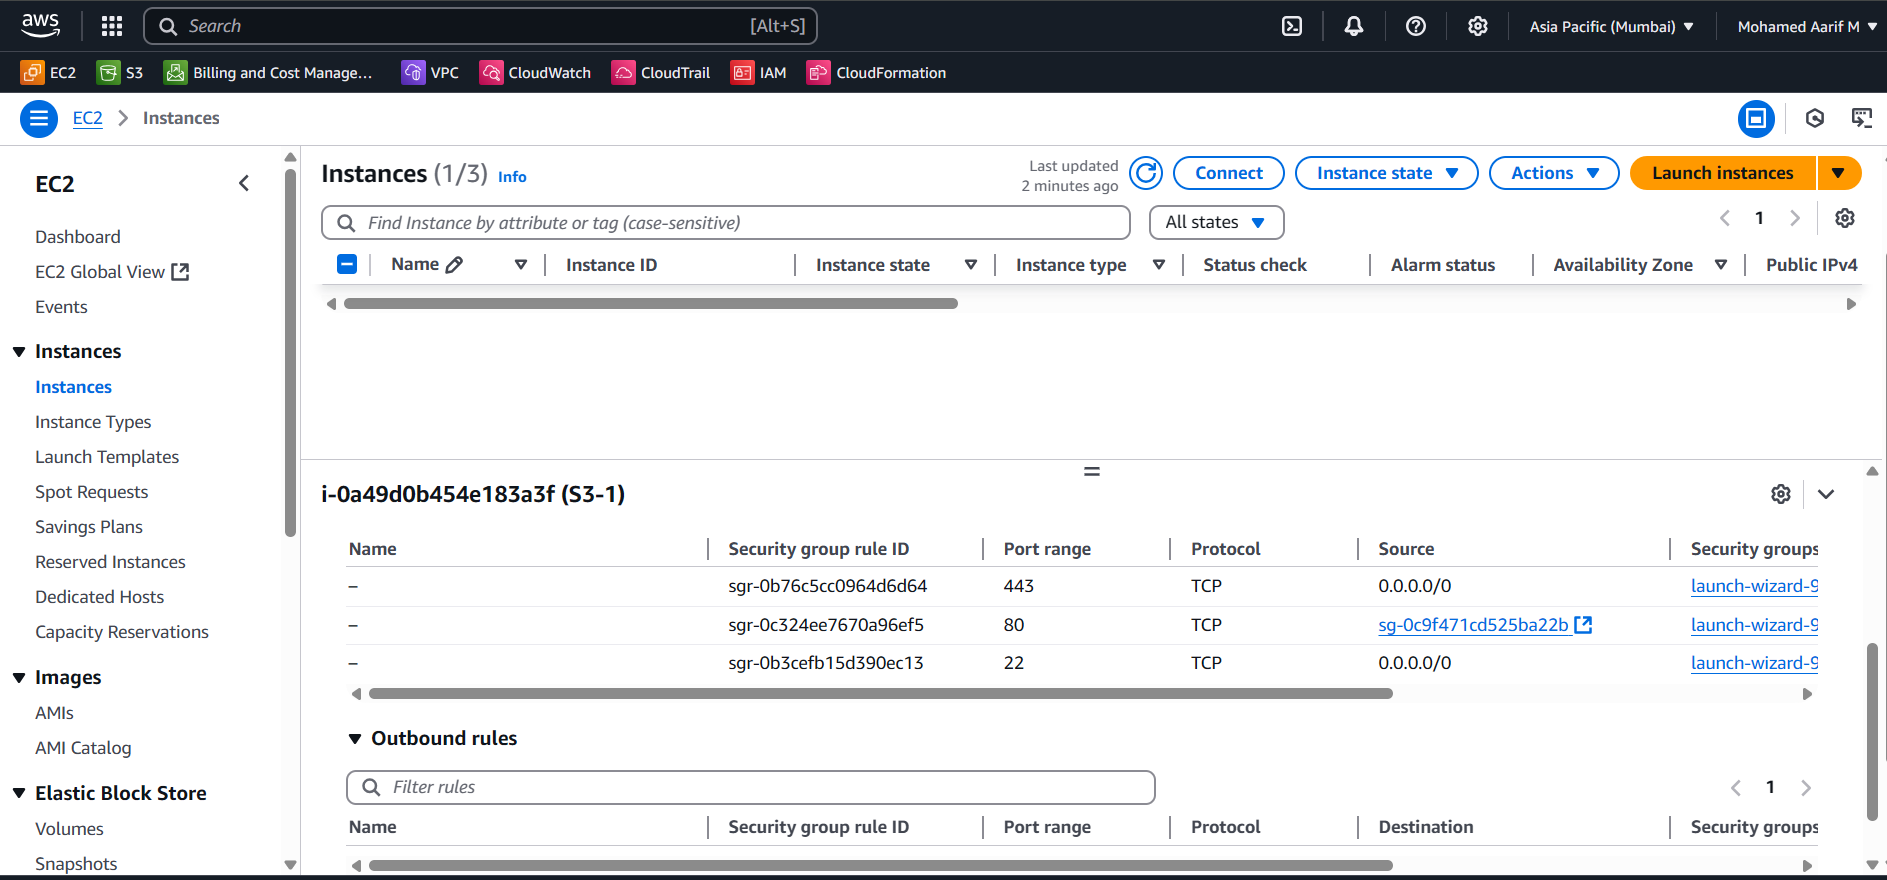 aws Search [Alt+S] Asia Pacific (Mumbai) Mohamed Aarif M
EC2 S3 Billing and Cost Manage... VPC CloudWatch CloudTrail IAM CloudFormation
EC2 Instances
EC2
Dashboard
EC2 Global View
Events
Instances
Instances
Instance Types
Launch Templates
Spot Requests
Savings Plans
Reserved Instances
Dedicated Hosts
Capacity Reservations
Images
AMIs
AMI Catalog
Elastic Block Store
Volumes
Snapshots
Instances (1/3) Info
Last updated
2 minutes ago
Connect Instance state Actions Launch instances
Find Instance by attribute or tag (case-sensitive) All states 1
Name Instance ID Instance state Instance type Status check Alarm status Availability Zone Public IPv4
i-0a49d0b454e183a3f (S3-1)
Name Security group rule ID Port range Protocol Source Security groups
– sgr-0b76c5cc0964d6d64 443 TCP 0.0.0.0/0 launch-wizard-9
– sgr-0c324ee7670a96ef5 80 TCP sg-0c9f471cd525ba22b launch-wizard-9
– sgr-0b3cefb15d390ec13 22 TCP 0.0.0.0/0 launch-wizard-9
Outbound rules
Filter rules 1
Name Security group rule ID Port range Protocol Destination Security groups